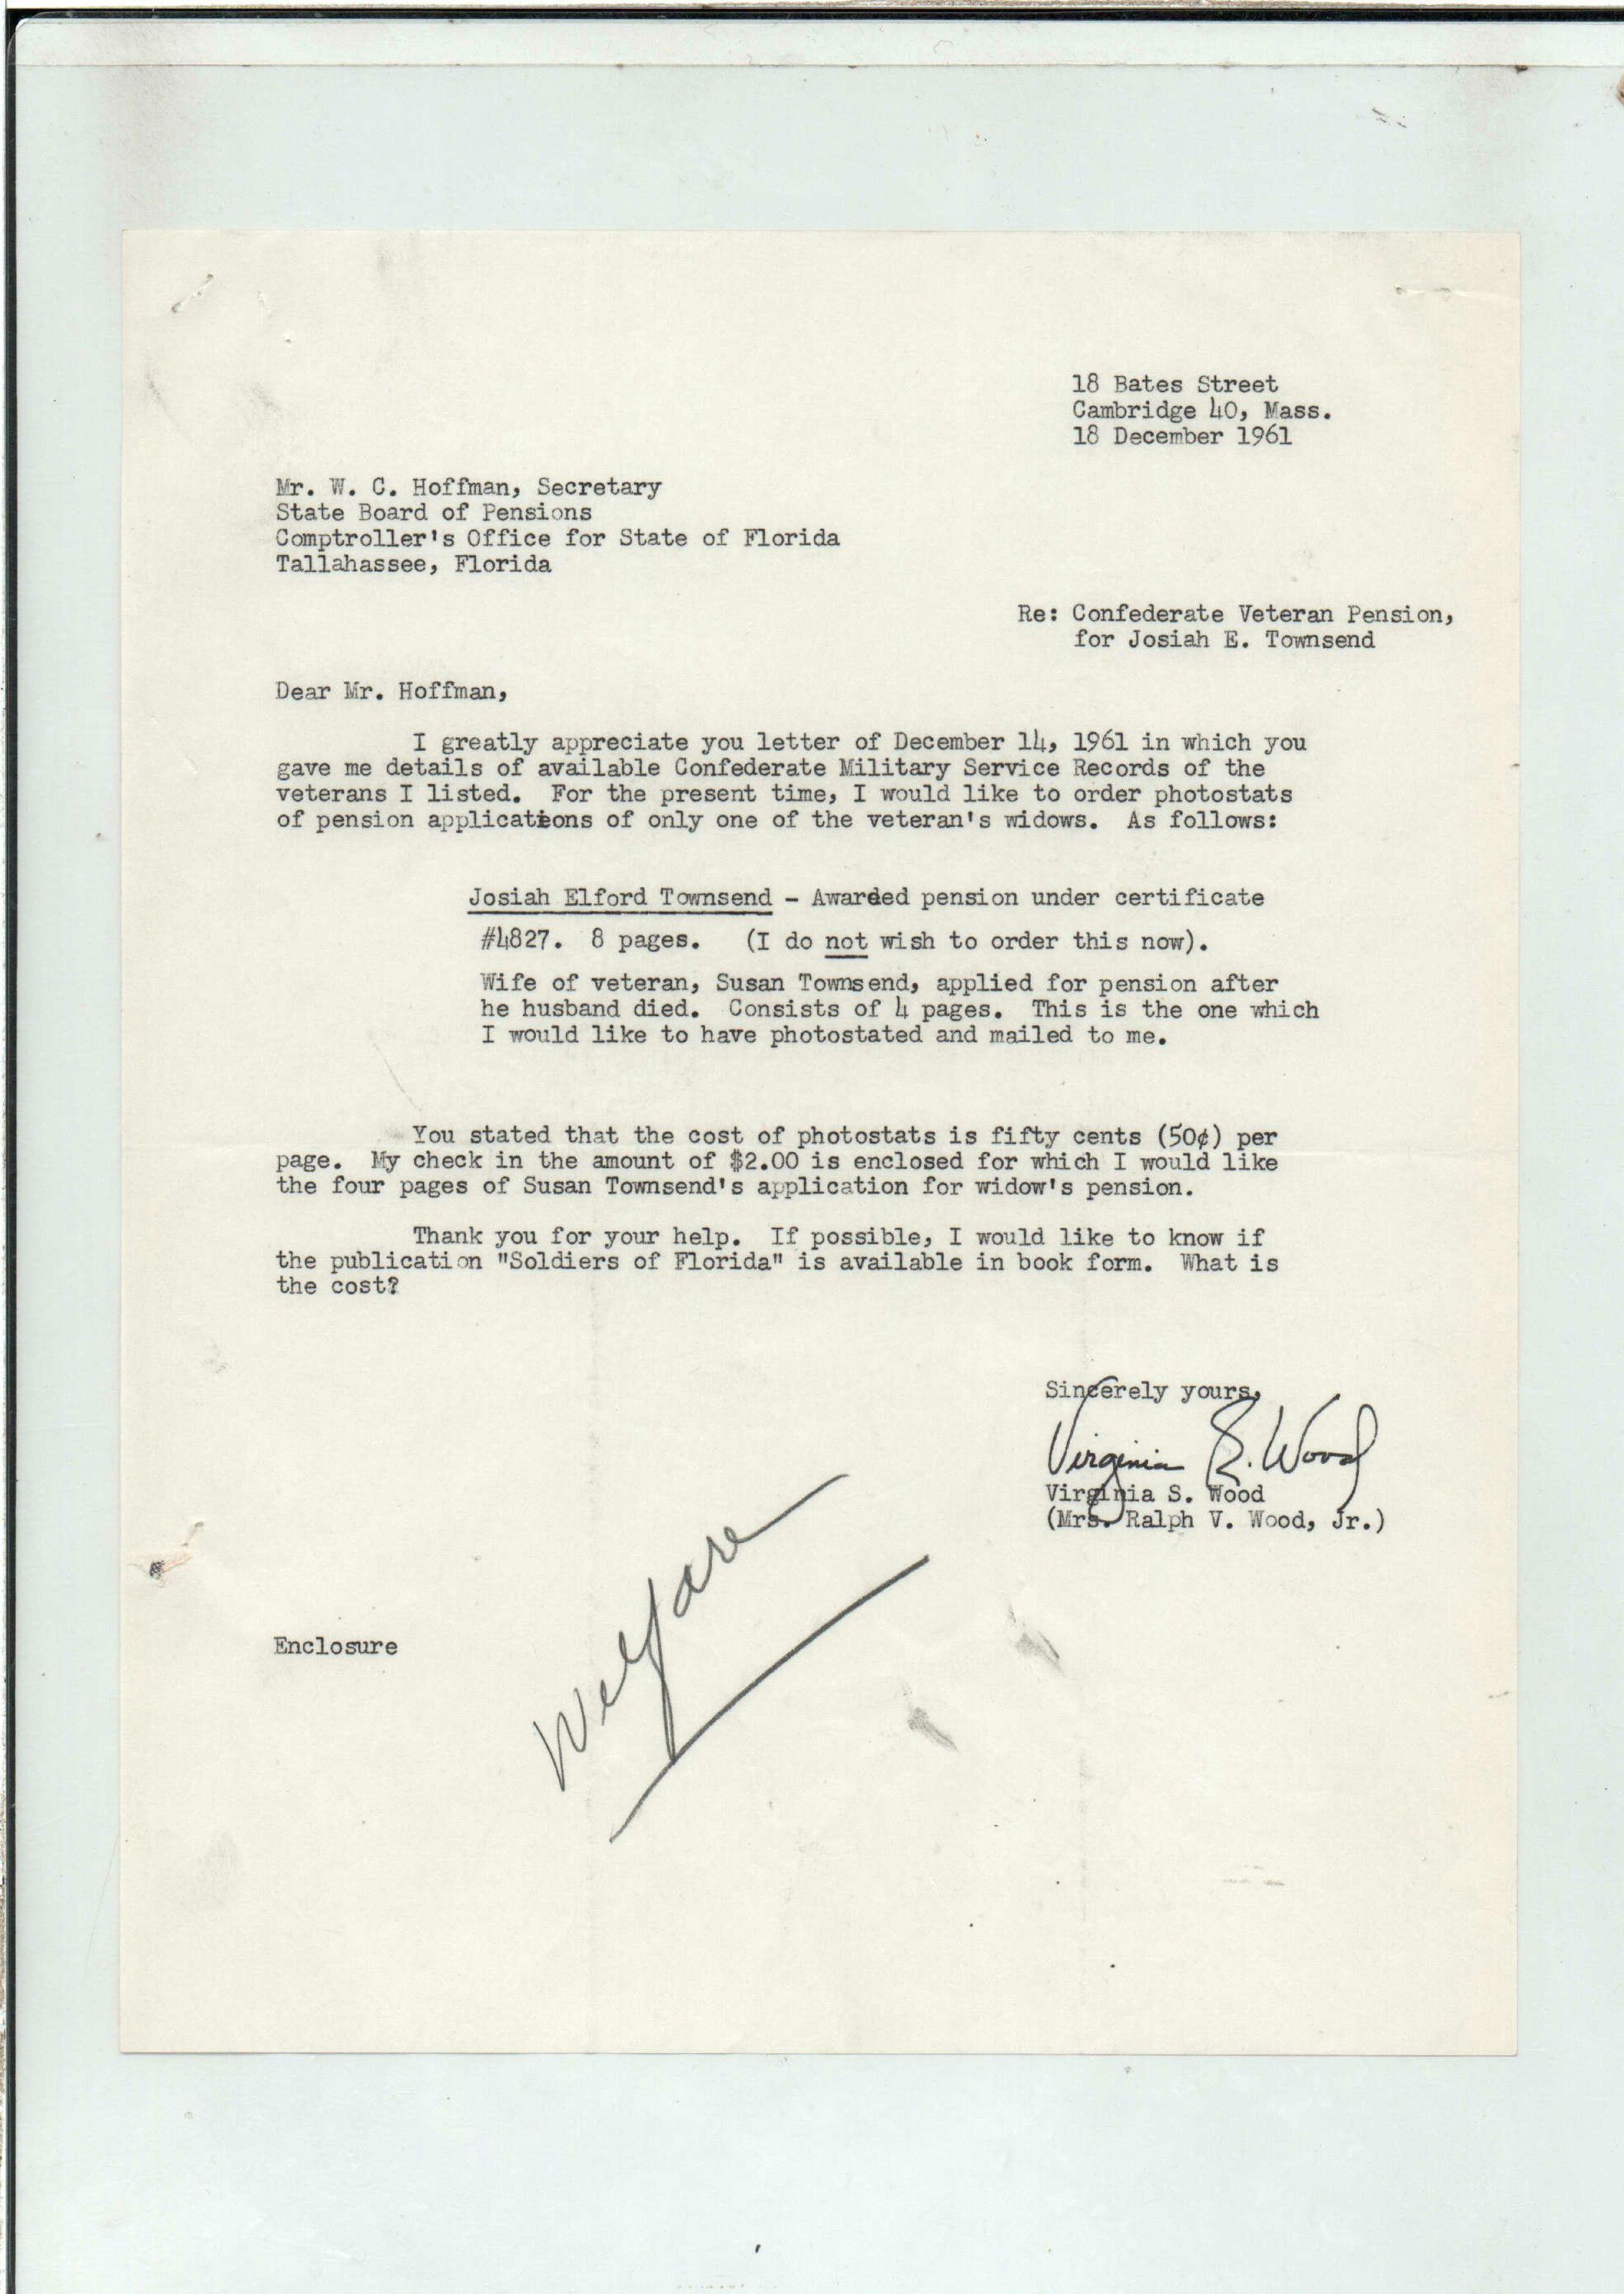 18 Bates Street
Cambridge 40, Mass.
18 December 1961
Mr. W. C. Hoffman, Secretary
State Board of Pensions
Comptroller's Office for State of Florida
Tallahassee, Florida
Re: Confederate Veteran Pension,
for Josiah E. Townsend
Dear Mr. Hoffman,
I greatly appreciate you letter of December 14, 1961 in which you
gave me details of available Confederate Military Service Records of the
veterans I listed. For the present time, I would like to order photostats
of pension applications of only one of the veteran's widows. As follows:
Josiah Elford Townsend - Awarded pension under certificate
#4827. 8 pages. (I do not wish to order this now).
Wife of veteran, Susan Townsend, applied for pension after
he husband died. Consists of 4 pages. This is the one which
I would like to have photostated and mailed to me.
You stated that the cost of photostats is fifty cents (50¢) per
page. My check in the amount of $2.00 is enclosed for which I would like
the four pages of Susan Townsend's application for widow's pension.
Thank you for your help. If possible, I would like to know if
the publication "Soldiers of Florida" is available in book form. What is
the cost?
Sincerely yours,
Virginia S. Wood
Virginia S. Wood
(Mrs. Ralph V. Wood, Jr.)
Welfare
Enclosure